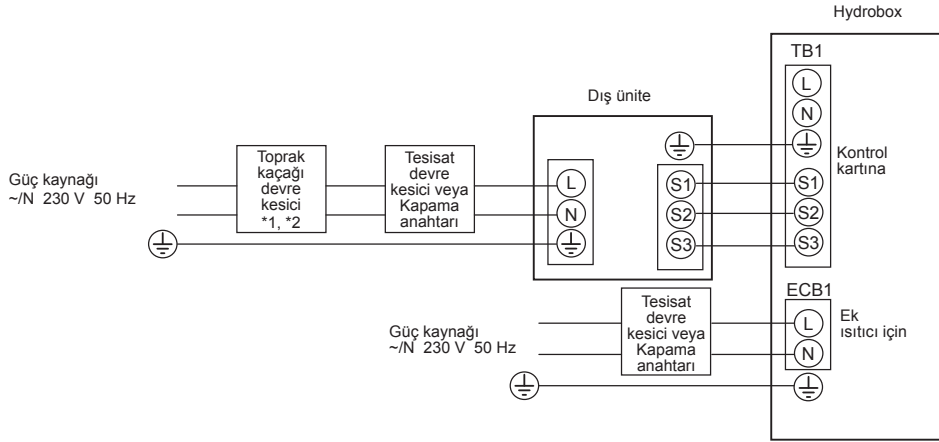 Hydrobox
TB1
L
N
Kontrol
kartına
S1
S2
S3
Dış ünite
L
N
S1
S2
S3
Toprak
kaçağı
devre
kesici
*1, *2
Tesisat
devre
kesici veya
Kapama
anahtarı
Güç kaynağı
~/N 230 V 50 Hz
ECB1
L
N
Ek
ısıtıcı için
Tesisat
devre
kesici veya
Kapama
anahtarı
Güç kaynağı
~/N 230 V 50 Hz